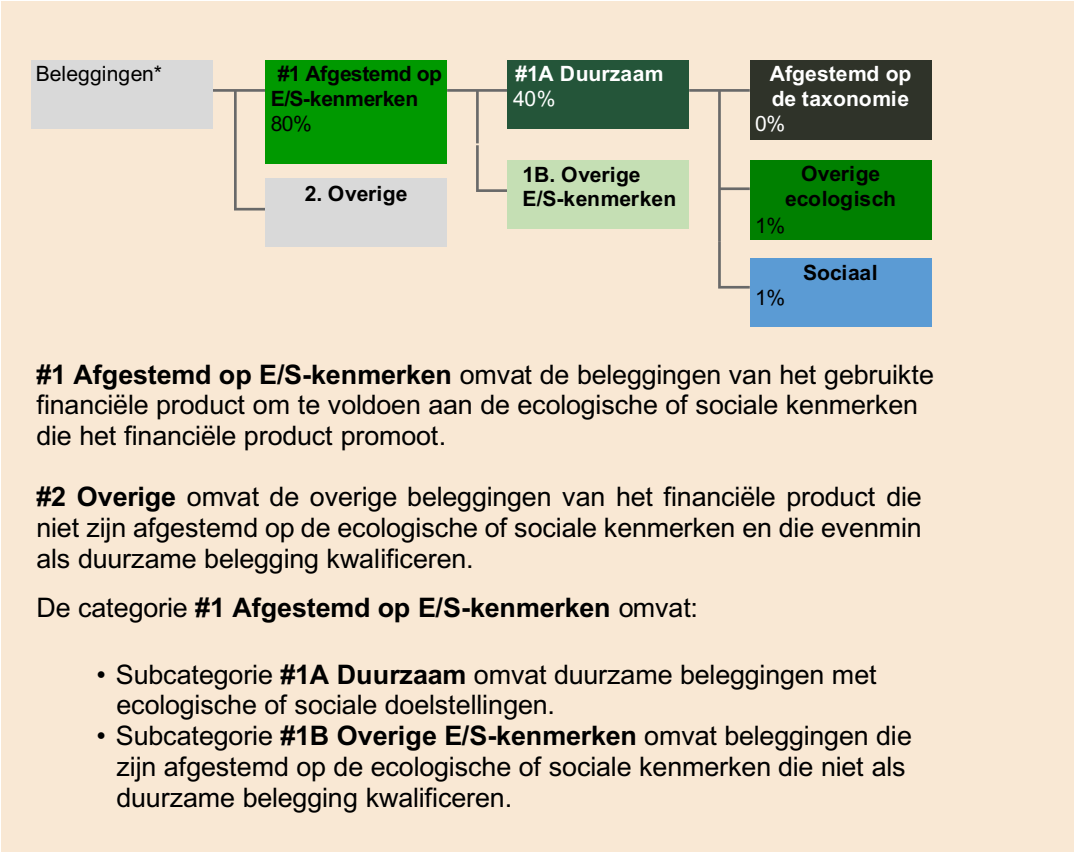 Beleggingen*
#1 Afgestemd op
E/S-kenmerken
80%
2. Overige
#1A Duurzaam
40%
1B. Overige
E/S-kenmerken
Afgestemd op
de taxonomie
0%
Overige
ecologisch
1%
Sociaal
1%
#1 Afgestemd op E/S-kenmerken omvat de beleggingen van het gebruikte
financiële product om te voldoen aan de ecologische of sociale kenmerken
die het financiële product promoot.
#2 Overige omvat de overige beleggingen van het financiële product die
niet zijn afgestemd op de ecologische of sociale kenmerken en die evenmin
als duurzame belegging kwalificeren.
De categorie #1 Afgestemd op E/S-kenmerken omvat:
• Subcategorie #1A Duurzaam omvat duurzame beleggingen met
ecologische of sociale doelstellingen.
• Subcategorie #1B Overige E/S-kenmerken omvat beleggingen die
zijn afgestemd op de ecologische of sociale kenmerken die niet als
duurzame belegging kwalificeren.